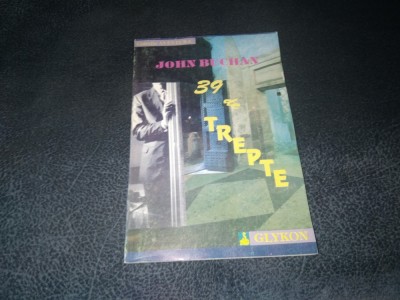 JOHN BUCHAN
39
de
TREPTE
GLYKON